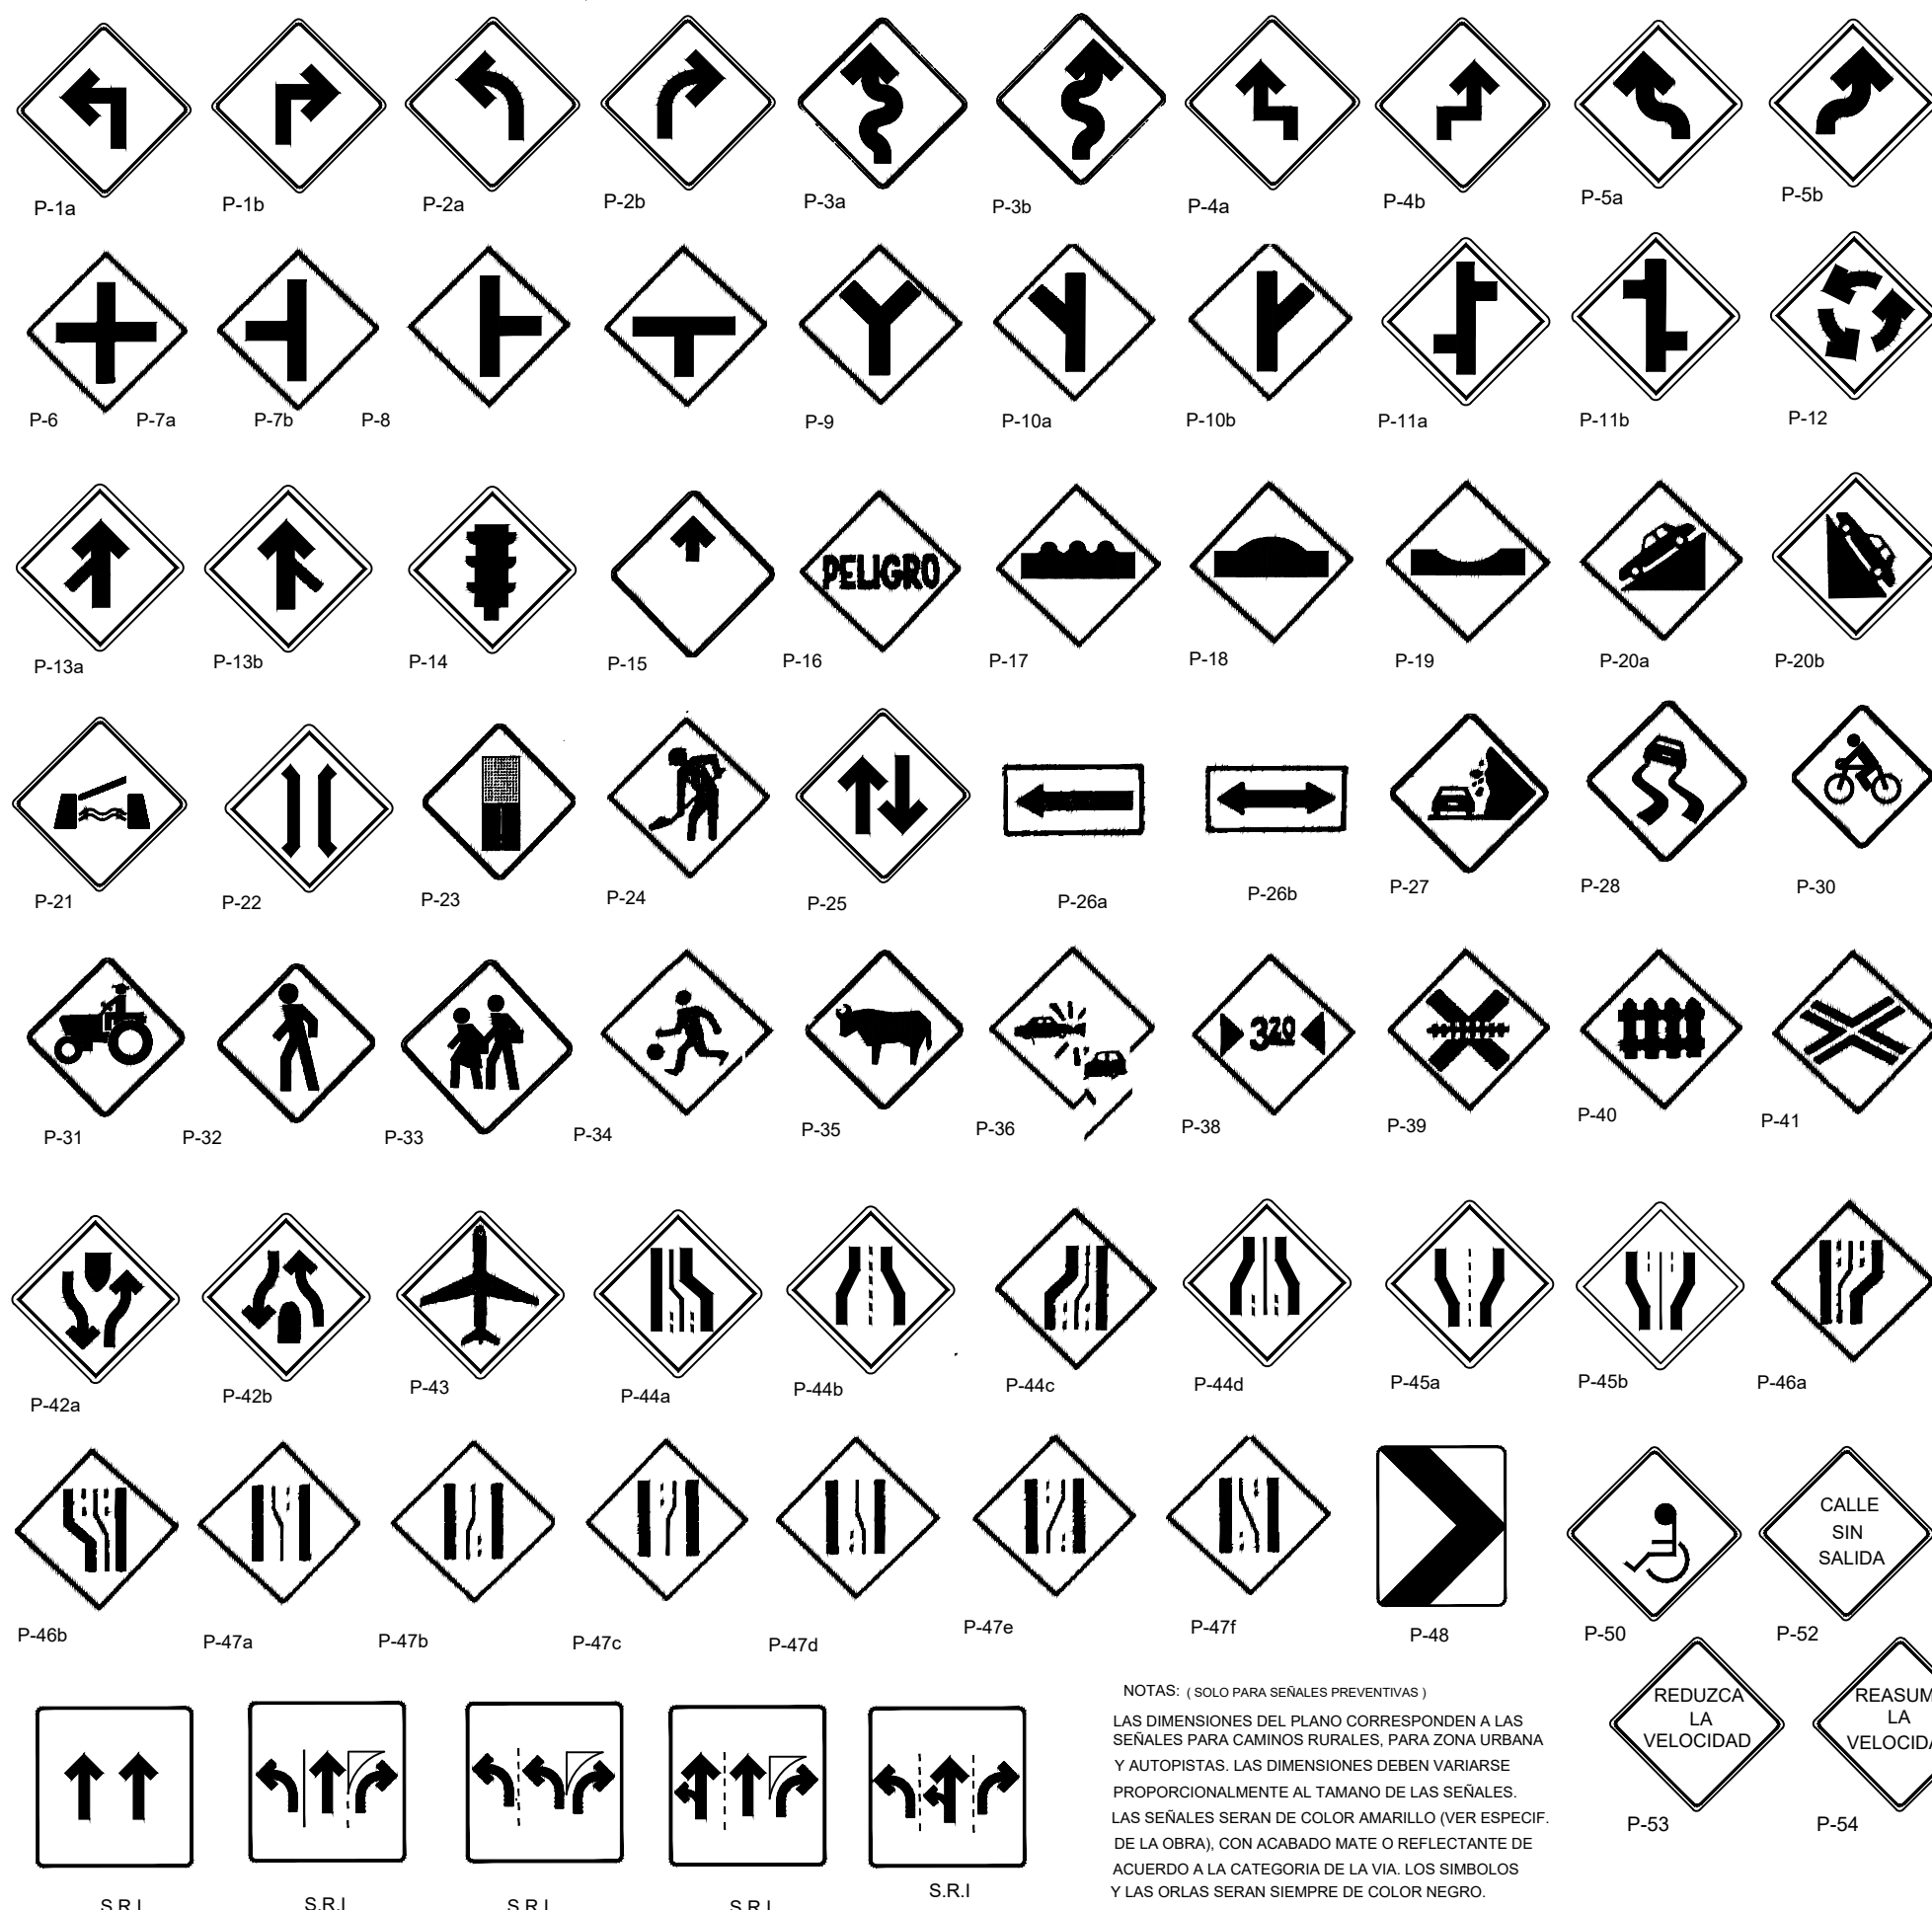 P-1a
P-1b
P-2a
P-2b
P-3a
P-3b
P-4a
P-4b
P-5a
P-5b
P-6
P-7a
P-7b
P-8
P-9
P-10a
P-10b
P-11a
P-11b
P-12
PELIGRO
P-13a
P-13b
P-14
P-15
P-16
P-17
P-18
P-19
P-20a
P-20b
P-21
P-22
P-23
P-24
P-25
P-26a
P-26b
P-27
P-28
P-30
320
P-31
P-32
P-33
P-34
P-35
P-36
P-38
P-39
P-40
P-41
P-42a
P-42b
P-43
P-44a
P-44b
P-44c
P-44d
P-45a
P-45b
P-46a
CALLE
SIN
SALIDA
P-46b
P-47a
P-47b
P-47c
P-47d
P-47e
P-47f
P-48
P-50
P-52
REDUZCA
LA
VELOCIDAD
P-53
REASUM
LA
VELOCIDA
P-54
NOTAS: ( SOLO PARA SEÑALES PREVENTIVAS )
LAS DIMENSIONES DEL PLANO CORRESPONDEN A LAS
SEÑALES PARA CAMINOS RURALES, PARA ZONA URBANA
Y AUTOPISTAS. LAS DIMENSIONES DEBEN VARIARSE
PROPORCIONALMENTE AL TAMANO DE LAS SEÑALES.
LAS SEÑALES SERAN DE COLOR AMARILLO (VER ESPECIF.
DE LA OBRA), CON ACABADO MATE O REFLECTANTE DE
ACUERDO A LA CATEGORIA DE LA VIA. LOS SIMBOLOS
Y LAS ORLAS SERAN SIEMPRE DE COLOR NEGRO.
S.R.I
S.R.I
S.R.I
S.R.I
S.R.I